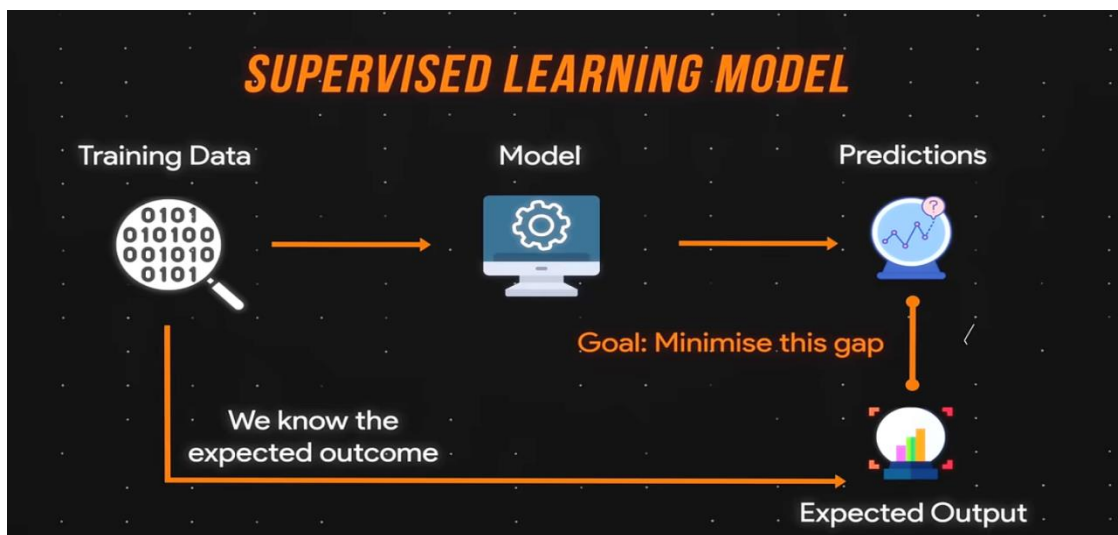 SUPERVISED LEARNING MODEL
Training Data
Model
Predictions
0101
010100
001010
0101
?
Goal: Minimise this gap
We know the
expected outcome
Expected Output